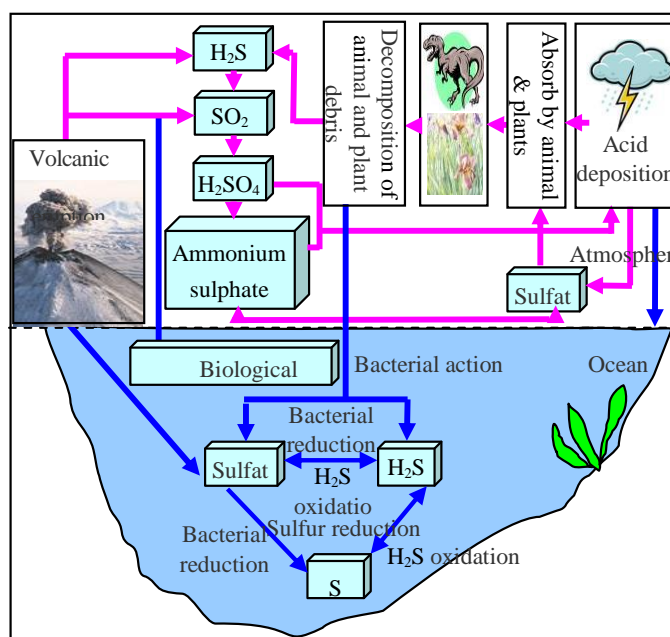 H₂S
SO₂
H₂SO₄
Ammonium
sulphate
Volcanic
Decomposition of
animal and plant
debris
Absorb by animal
& plants
Acid
deposition
Atmospher
Sulfat
Biological
Bacterial action
Ocean
Bacterial
reduction
Sulfat
H₂S
oxidatio
H₂S
Bacterial
reduction
Sulfur reduction
H₂S oxidation
S